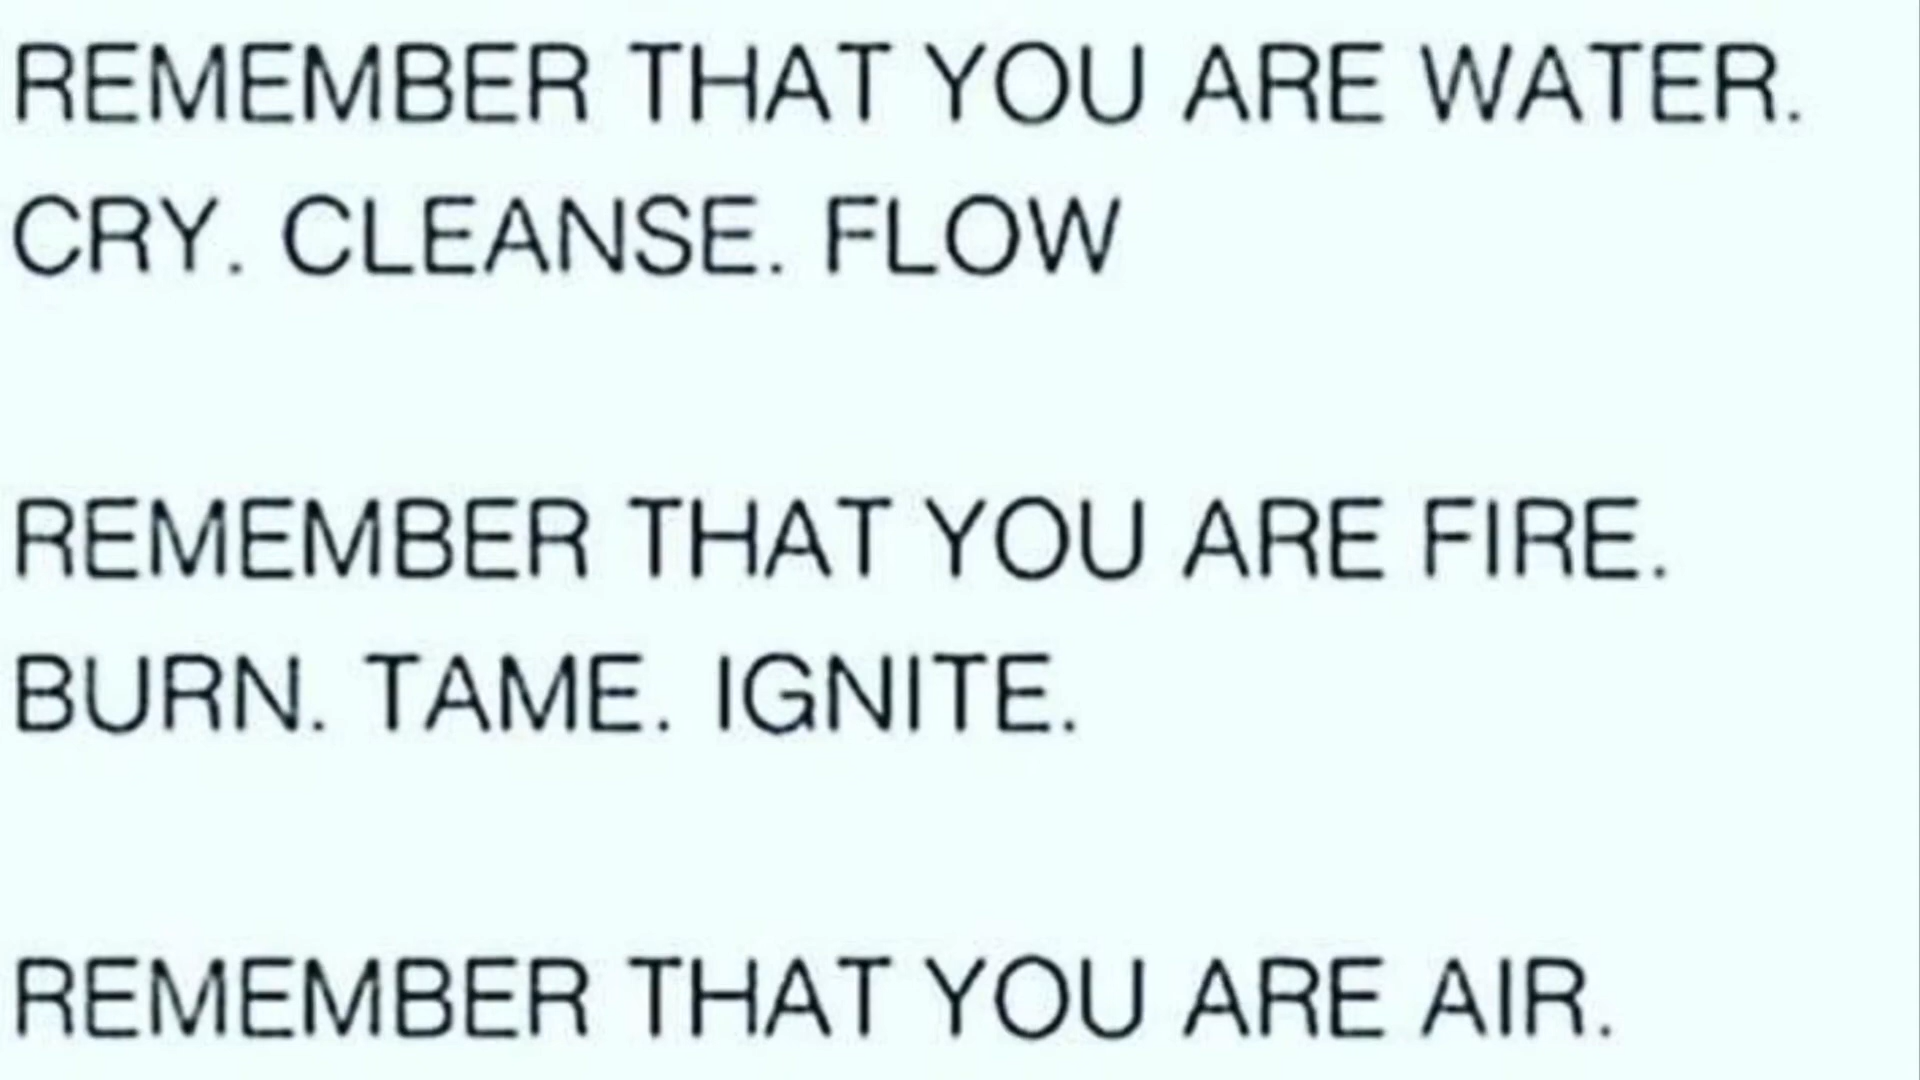 REMEMBER THAT YOU ARE WATER.
CRY. CLEANSE. FLOW
REMEMBER THAT YOU ARE FIRE.
BURN. TAME. IGNITE.
REMEMBER THAT YOU ARE AIR.